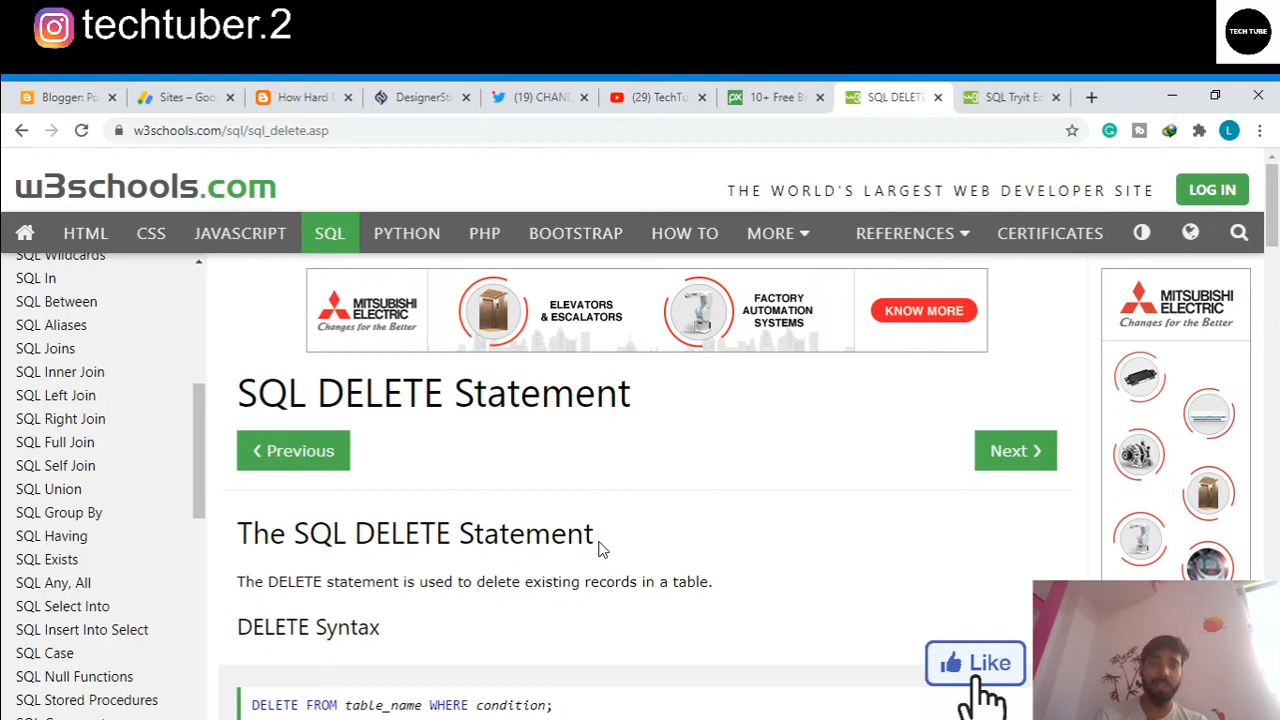 techtuber.2
TECH TUBE
Blogger: Po
Sites – Goo
How Hard
DesignerSt
(19) CHAN
(29) TechTu
10+ Free B
SQL DELETE
SQL Tryit Ed
w3schools.com/sql/sql_delete.asp
L
w3schools.com
THE WORLD'S LARGEST WEB DEVELOPER SITE
LOG IN
HTML CSS JAVASCRIPT SQL PYTHON PHP BOOTSTRAP HOW TO MORE REFERENCES CERTIFICATES
SQL Wildcards
SQL In
SQL Between
SQL Aliases
SQL Joins
SQL Inner Join
SQL Left Join
SQL Right Join
SQL Full Join
SQL Self Join
SQL Union
SQL Group By
SQL Having
SQL Exists
SQL Any, All
SQL Select Into
SQL Insert Into Select
SQL Case
SQL Null Functions
SQL Stored Procedures
MITSUBISHI
ELECTRIC
Changes for the Better
ELEVATORS
& ESCALATORS
FACTORY
AUTOMATION
SYSTEMS
KNOW MORE
SQL DELETE Statement
❮ Previous
Next ❯
The SQL DELETE Statement
The DELETE statement is used to delete existing records in a table.
DELETE Syntax
DELETE FROM table_name WHERE condition;
MITSUBISHI
ELECTRIC
Changes for the Better
Like